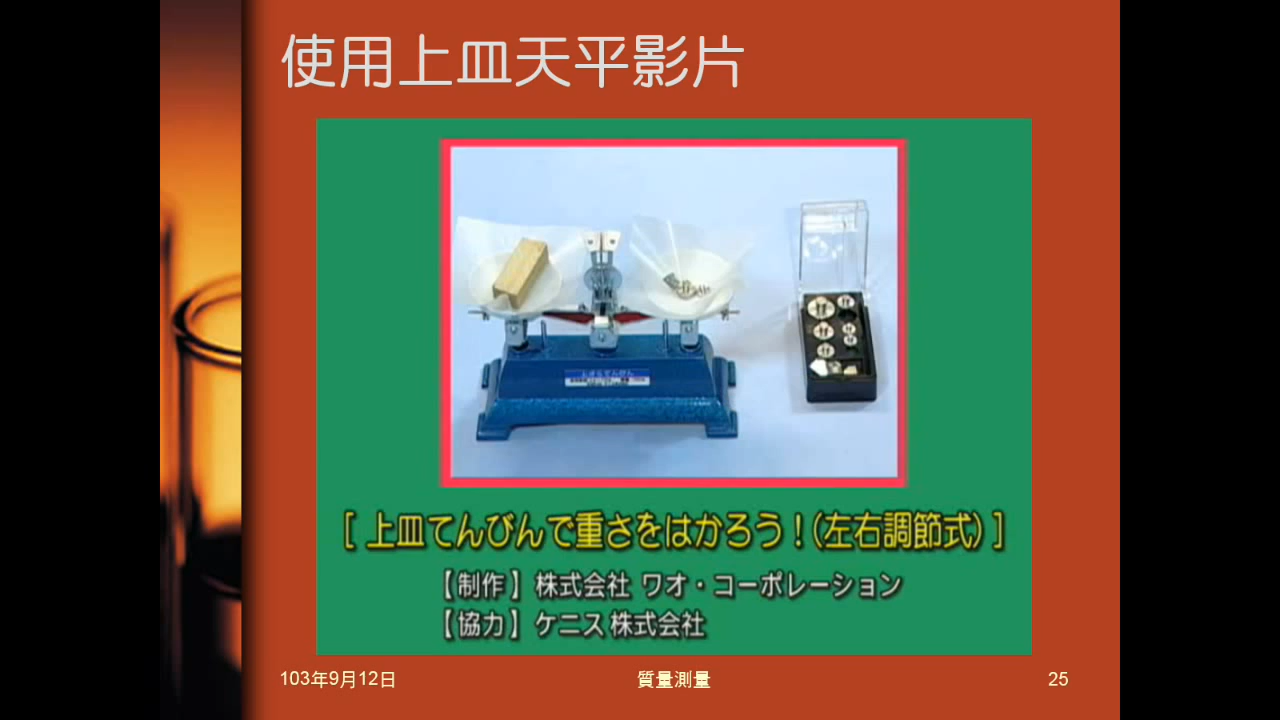 使用上皿天平影片
[ 上皿てんびんで重さをはかろう！(左右調節式) ]
【制作】株式会社 ワオ・コーポレーション
【協力】ケニス 株式会社
103年9月12日
質量測量
25